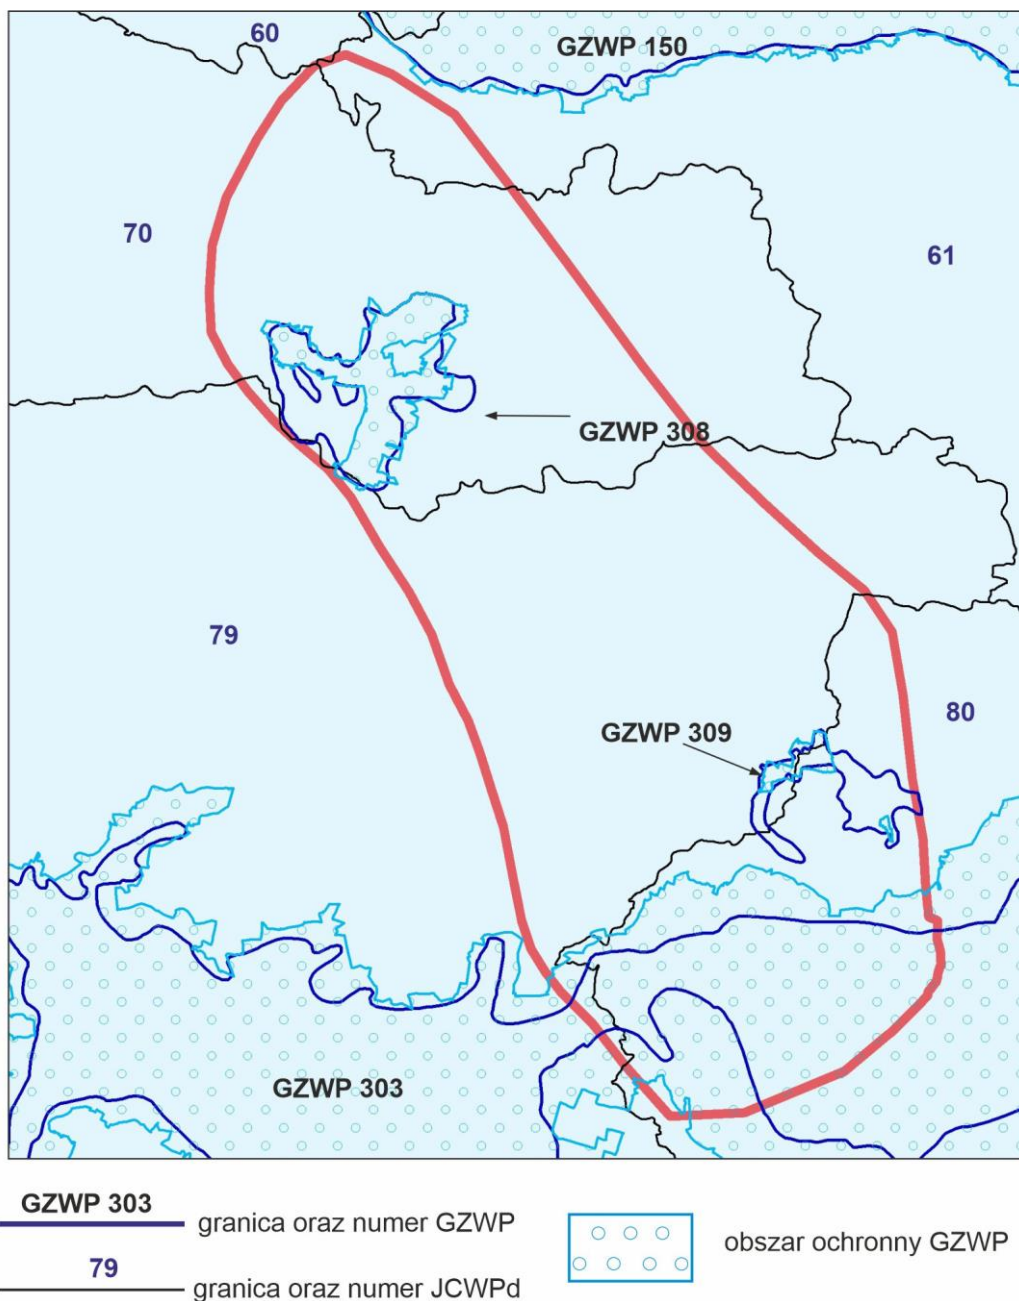 60
GZWP 150
70
61
GZWP 308
79
80
GZWP 309
GZWP 303
GZWP 303
granica oraz numer GZWP
obszar ochronny GZWP
79
granica oraz numer JCWPd